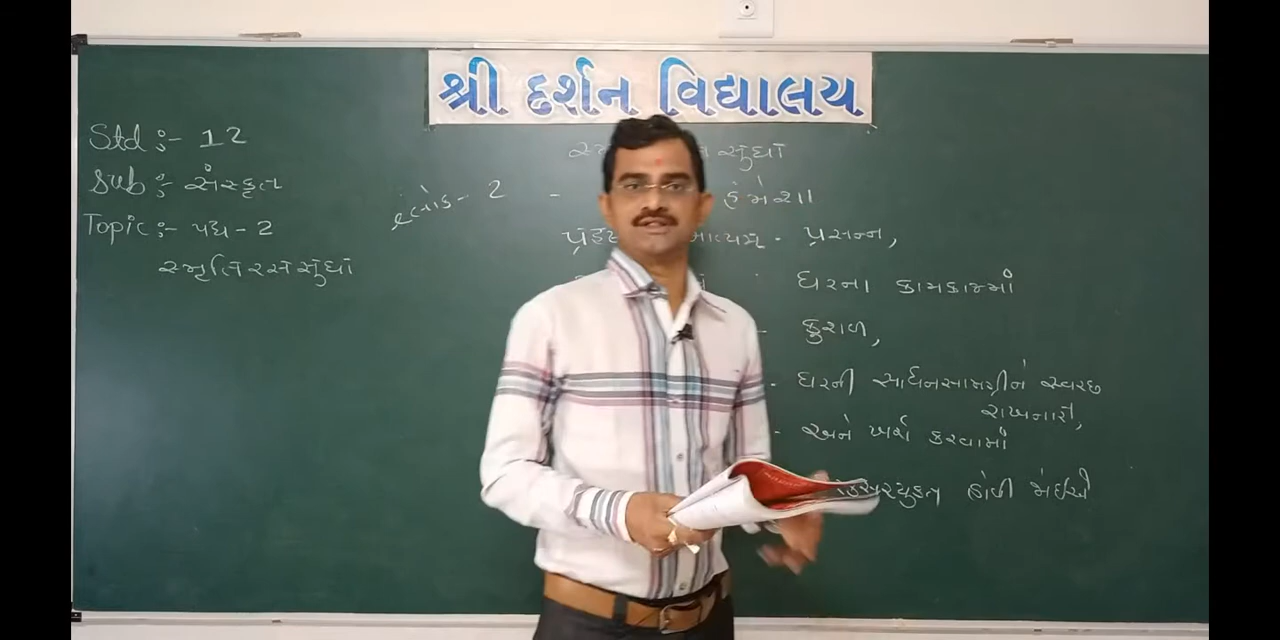 શ્રી દર્શન વિદ્યાલય
Std :- 12
Sub :- સંસ્કૃત
Topic :- પદ્ય - 2
સ્મૃતિરસસુધા
સુધા
શ્લોક - 2 -
હંમેશા
પ્રસન્ન,
ઘરના કામકાજમાં
- કુશળ,
- ઘરની સાધનસામગ્રીને સ્વચ્છ
રાખનારી,
- અને ખર્ચ કરવામાં
હોવી જોઈએ